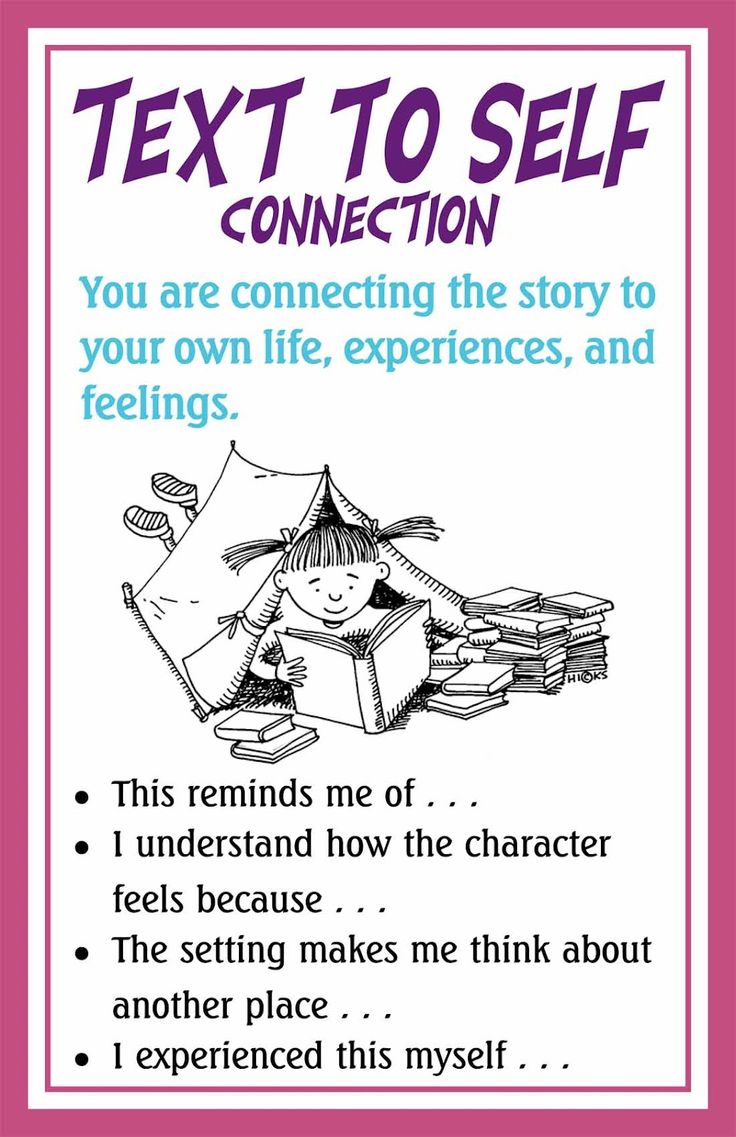 TEXT TO SELF
CONNECTION
You are connecting the story to
your own life, experiences, and
feelings.
HICKS
• This reminds me of . . .
• I understand how the character
feels because . . .
• The setting makes me think about
another place . . .
• I experienced this myself . . .